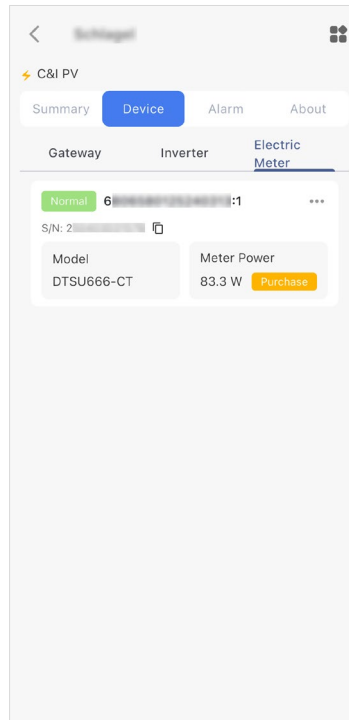 C&I PV
Summary Device Alarm About
Gateway Inverter Electric Meter
Normal :1
S/N:
Model
DTSU666-CT
Meter Power
83.3 W Purchase